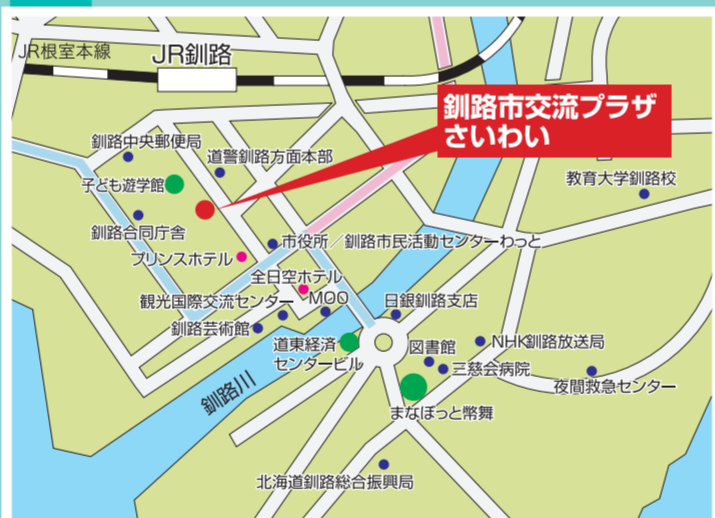 JR根室本線
JR釧路
釧路市交流プラザ
さいわい
釧路中央郵便局
道警釧路方面本部
子ども遊学館
教育大学釧路校
釧路合同庁舎
市役所／釧路市民活動センターわっと
プリンスホテル
全日空ホテル
観光国際交流センター
MOO
日銀釧路支店
釧路芸術館
道東経済
センタービル
図書館
NHK釧路放送局
三慈会病院
釧路川
夜間救急センター
まなぼっと幣舞
北海道釧路総合振興局